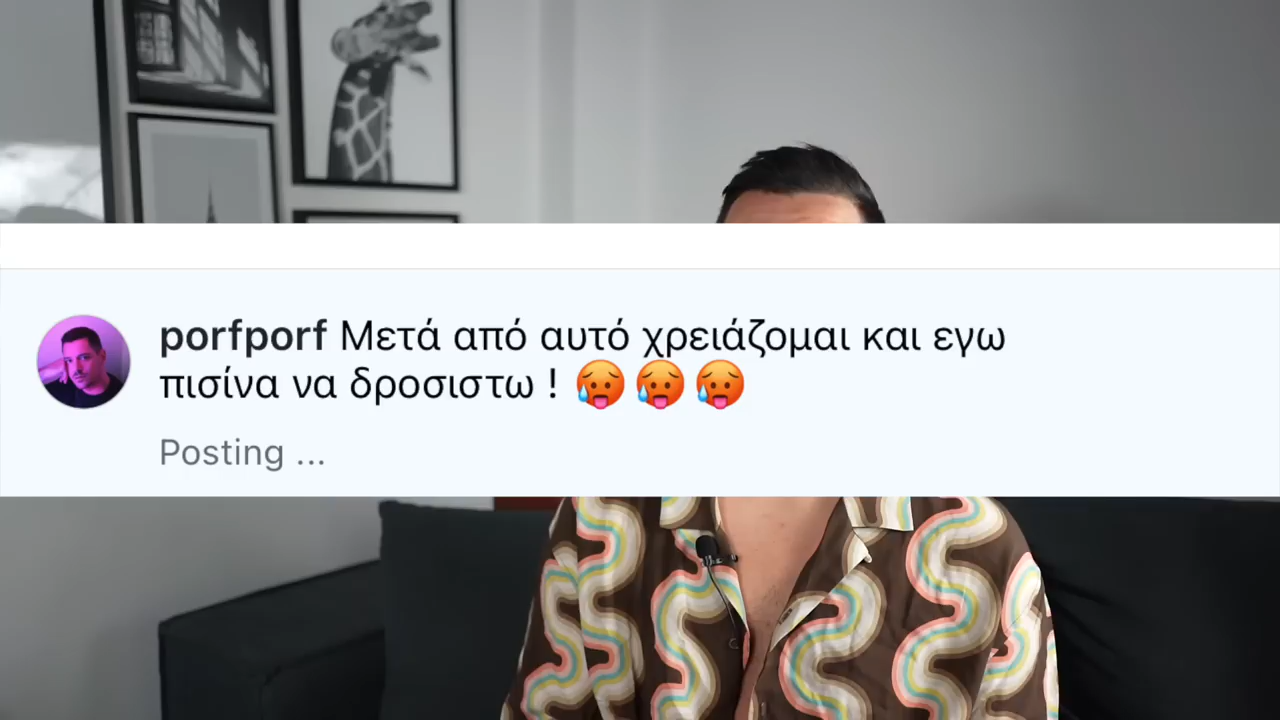 porfporf Μετά από αυτό χρειάζομαι και εγω
πισίνα να δροσιστω ! 🥵 🥵 🥵
Posting ...